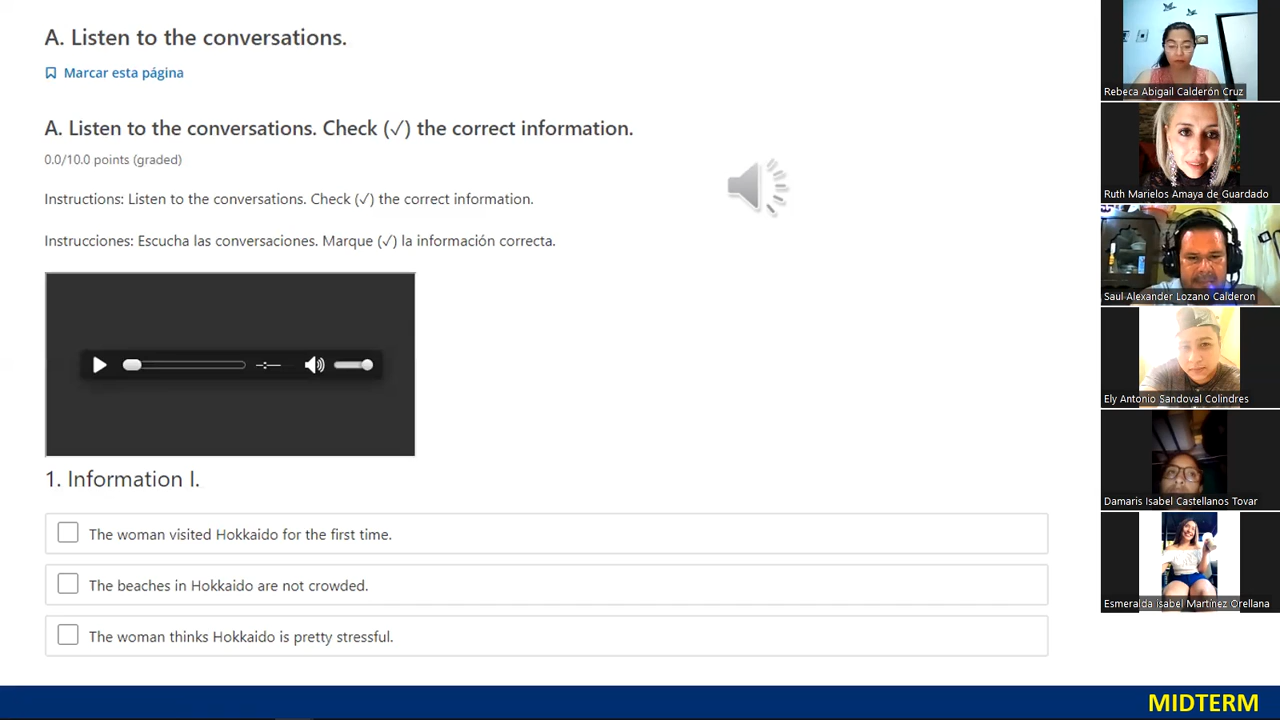 A. Listen to the conversations.
Marcar esta página
A. Listen to the conversations. Check (✓) the correct information.
0.0/10.0 points (graded)
Instructions: Listen to the conversations. Check (✓) the correct information.
Instrucciones: Escucha las conversaciones. Marque (✓) la información correcta.
-:-
1. Information I.
The woman visited Hokkaido for the first time.
The beaches in Hokkaido are not crowded.
The woman thinks Hokkaido is pretty stressful.
Rebeca Abigail Calderón Cruz
Ruth Marielos Amaya de Guardado
Saul Alexander Lozano Calderon
Ely Antonio Sandoval Colindres
Damaris Isabel Castellanos Tovar
Esmeralda isabel Martínez Orellana
MIDTERM